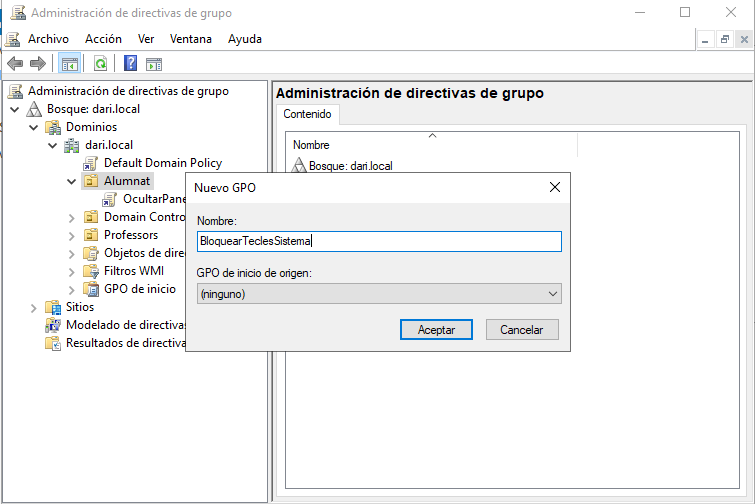 Administración de directivas de grupo
Archivo Acción Ver Ventana Ayuda
Administración de directivas de grupo
Bosque: dari.local
Dominios
dari.local
Default Domain Policy
Alumnat
OcultarPane
Domain Contro
Professors
Objetos de dire
Filtros WMI
GPO de inicio
Sitios
Modelado de directivas
Resultados de directiva
Administración de directivas de grupo
Contenido
Nombre
Bosque: dari.local
Nuevo GPO
Nombre:
BloquearTeclesSistema
GPO de inicio de origen:
(ninguno)
Aceptar Cancelar